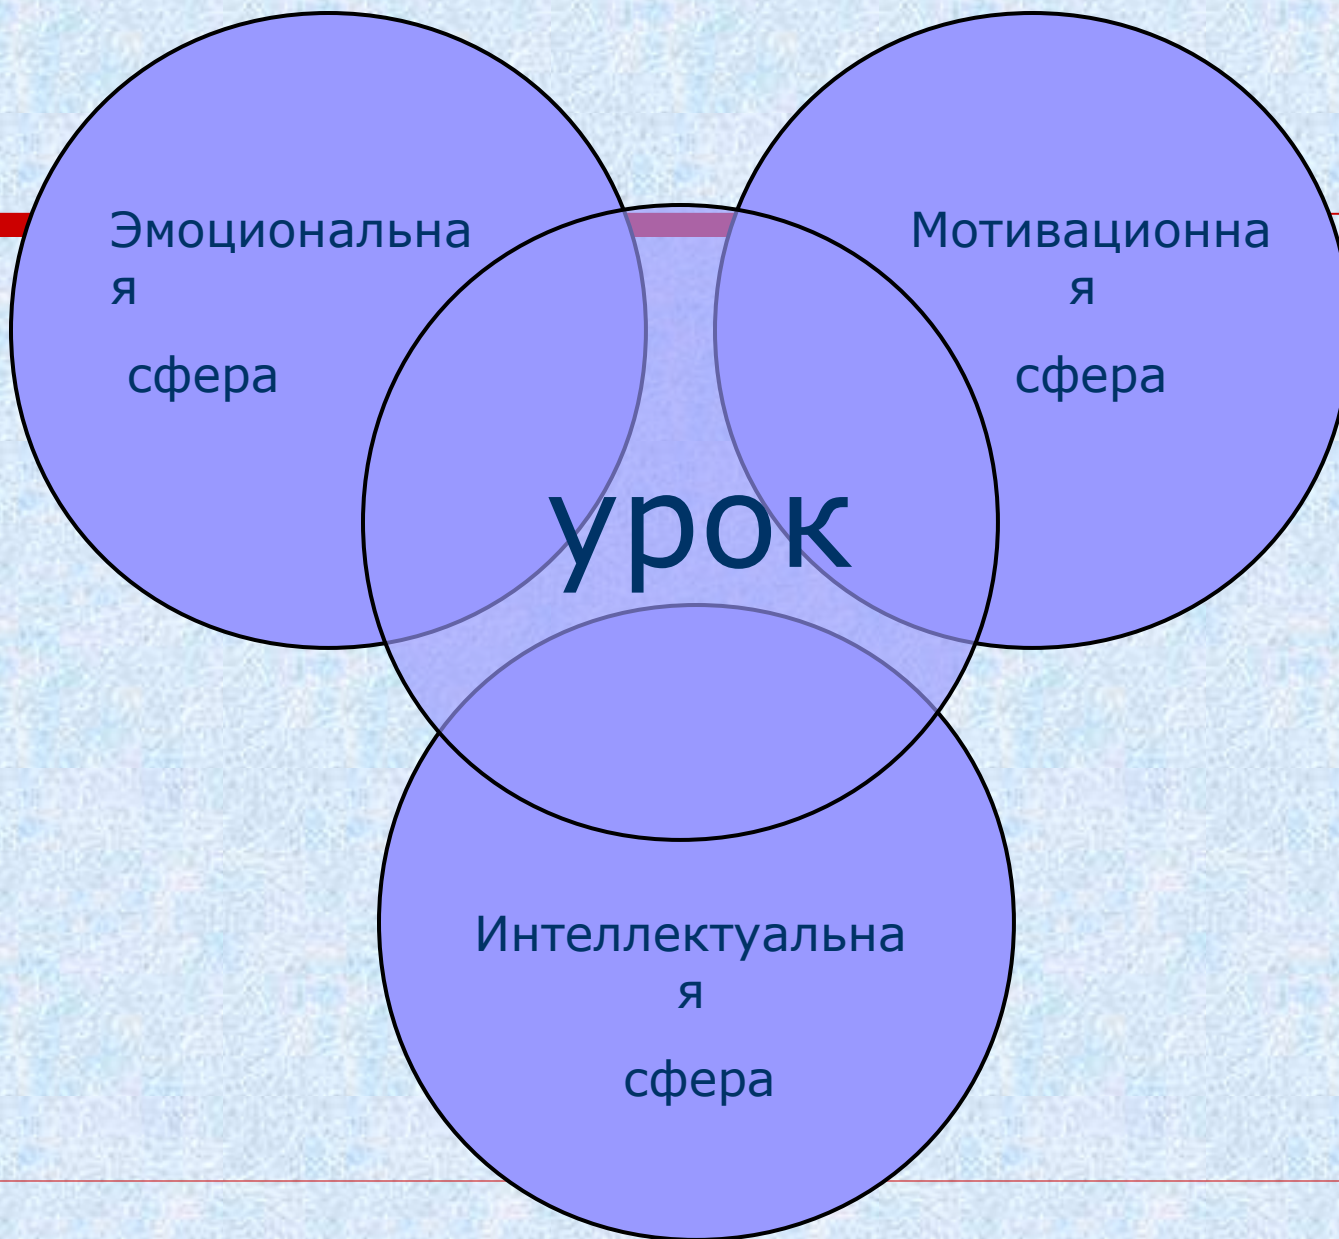 Эмоциональна
я
сфера
Мотивационна
я
сфера
урок
Интеллектуальна
я
сфера